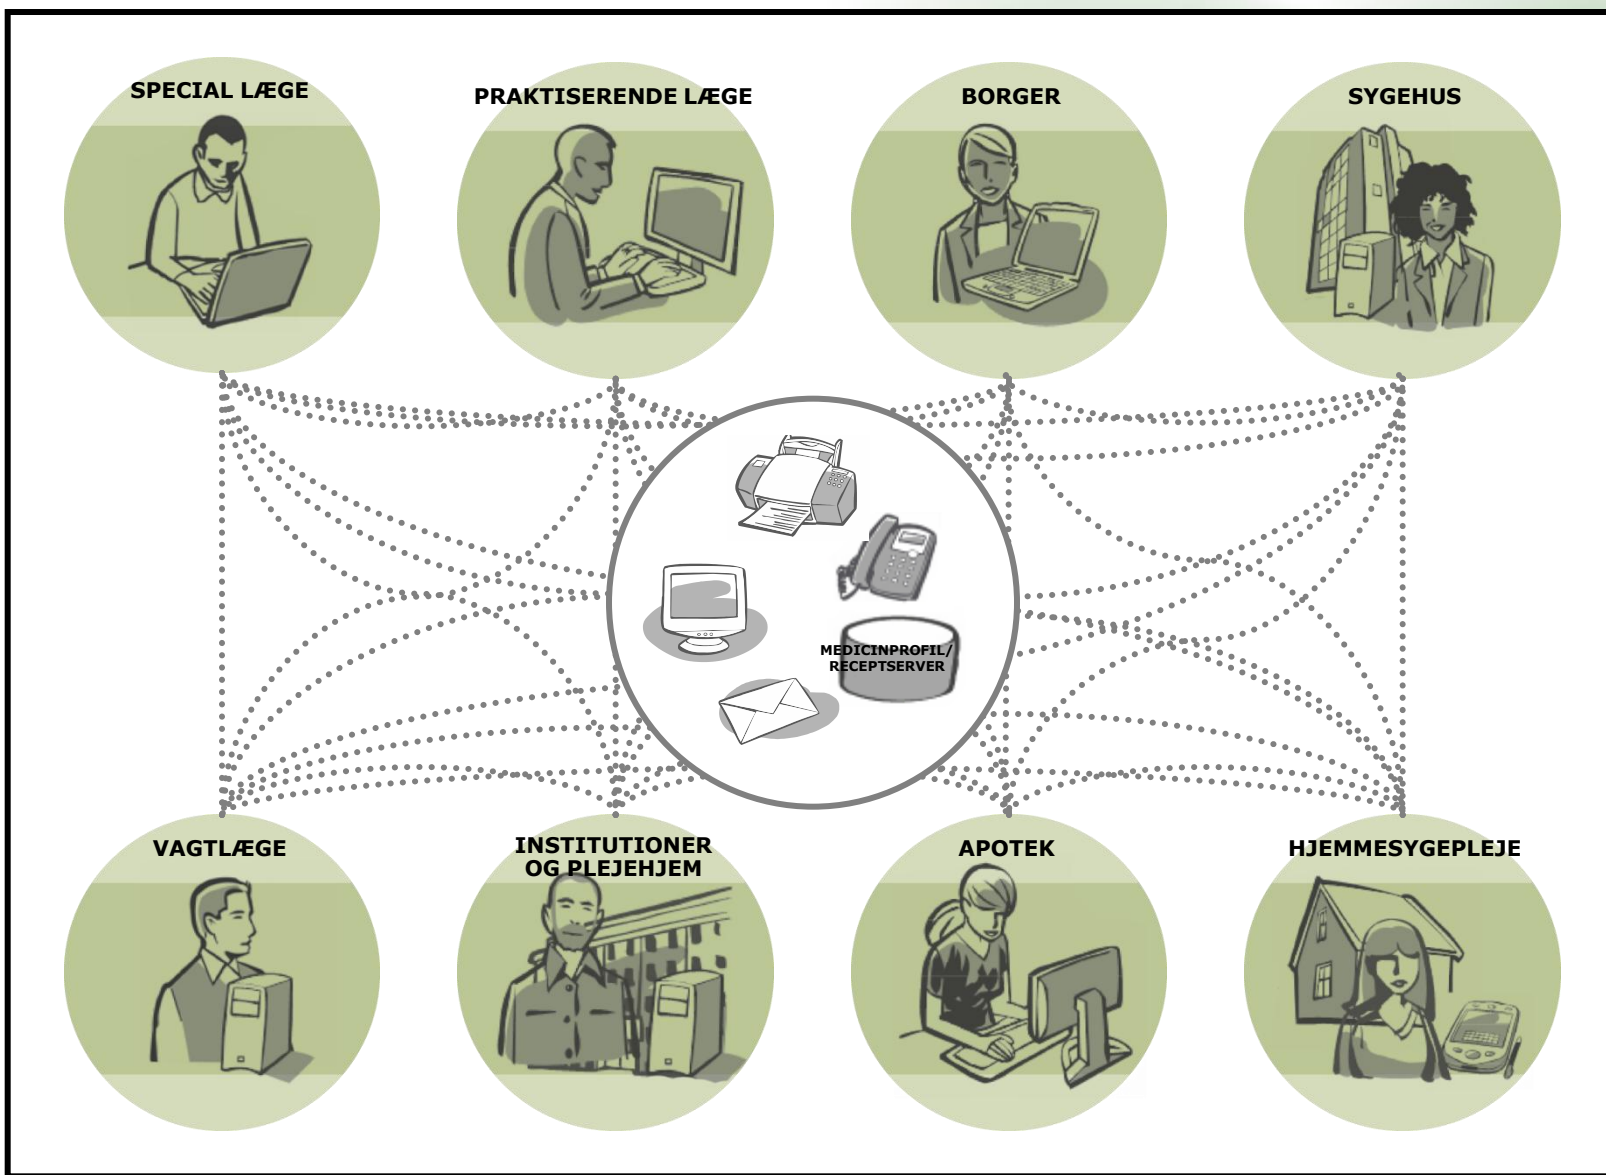 SPECIAL LÆGE
PRAKTISERENDE LÆGE
BORGER
SYGEHUS
MEDICINPROFIL/
RECEPTSERVER
VAGTLÆGE
INSTITUTIONER
OG PLEJEHJEM
APOTEK
HJEMMESYGEPLEJE